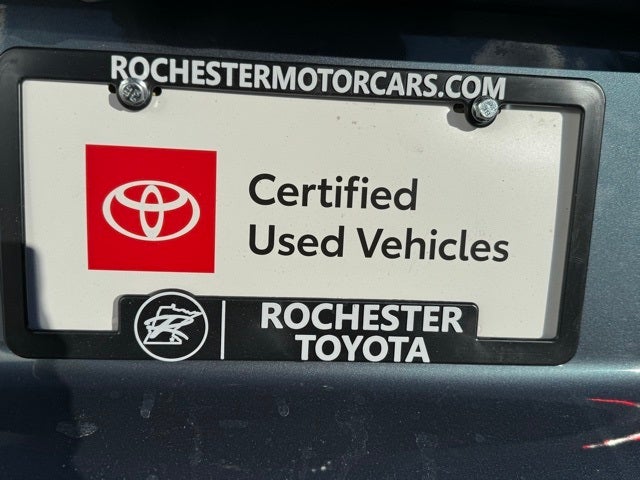 ROCHESTERMOTORCARS.COM
Certified
Used Vehicles
ROCHESTER
TOYOTA